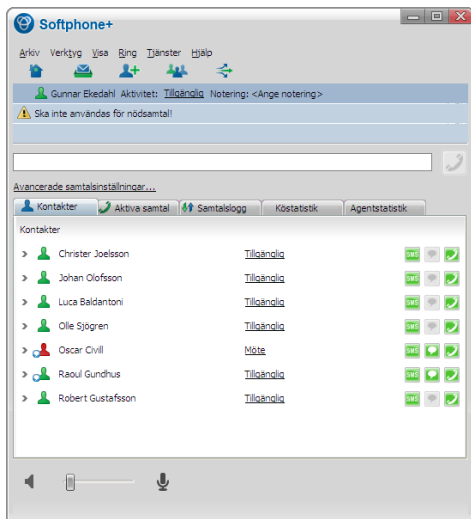 Softphone+
Arkiv Verktyg Visa Ring Tjänster Hjälp
Gunnar Ekedahl Aktivitet: Tillgänglig Notering: <Ange notering>
Ska inte användas för nödsamtal!
Avancerade samtalsinställningar...
Kontakter Aktiva samtal Samtalslogg Köstatistik Agentstatistik
Kontakter
Christer Joelsson Tillgänglig SMS
Johan Olofsson Tillgänglig SMS
Luca Baldantoni Tillgänglig SMS
Olle Sjögren Tillgänglig SMS
Oscar Civill Möte SMS
Raoul Gundhus Tillgänglig SMS
Robert Gustafsson Tillgänglig SMS